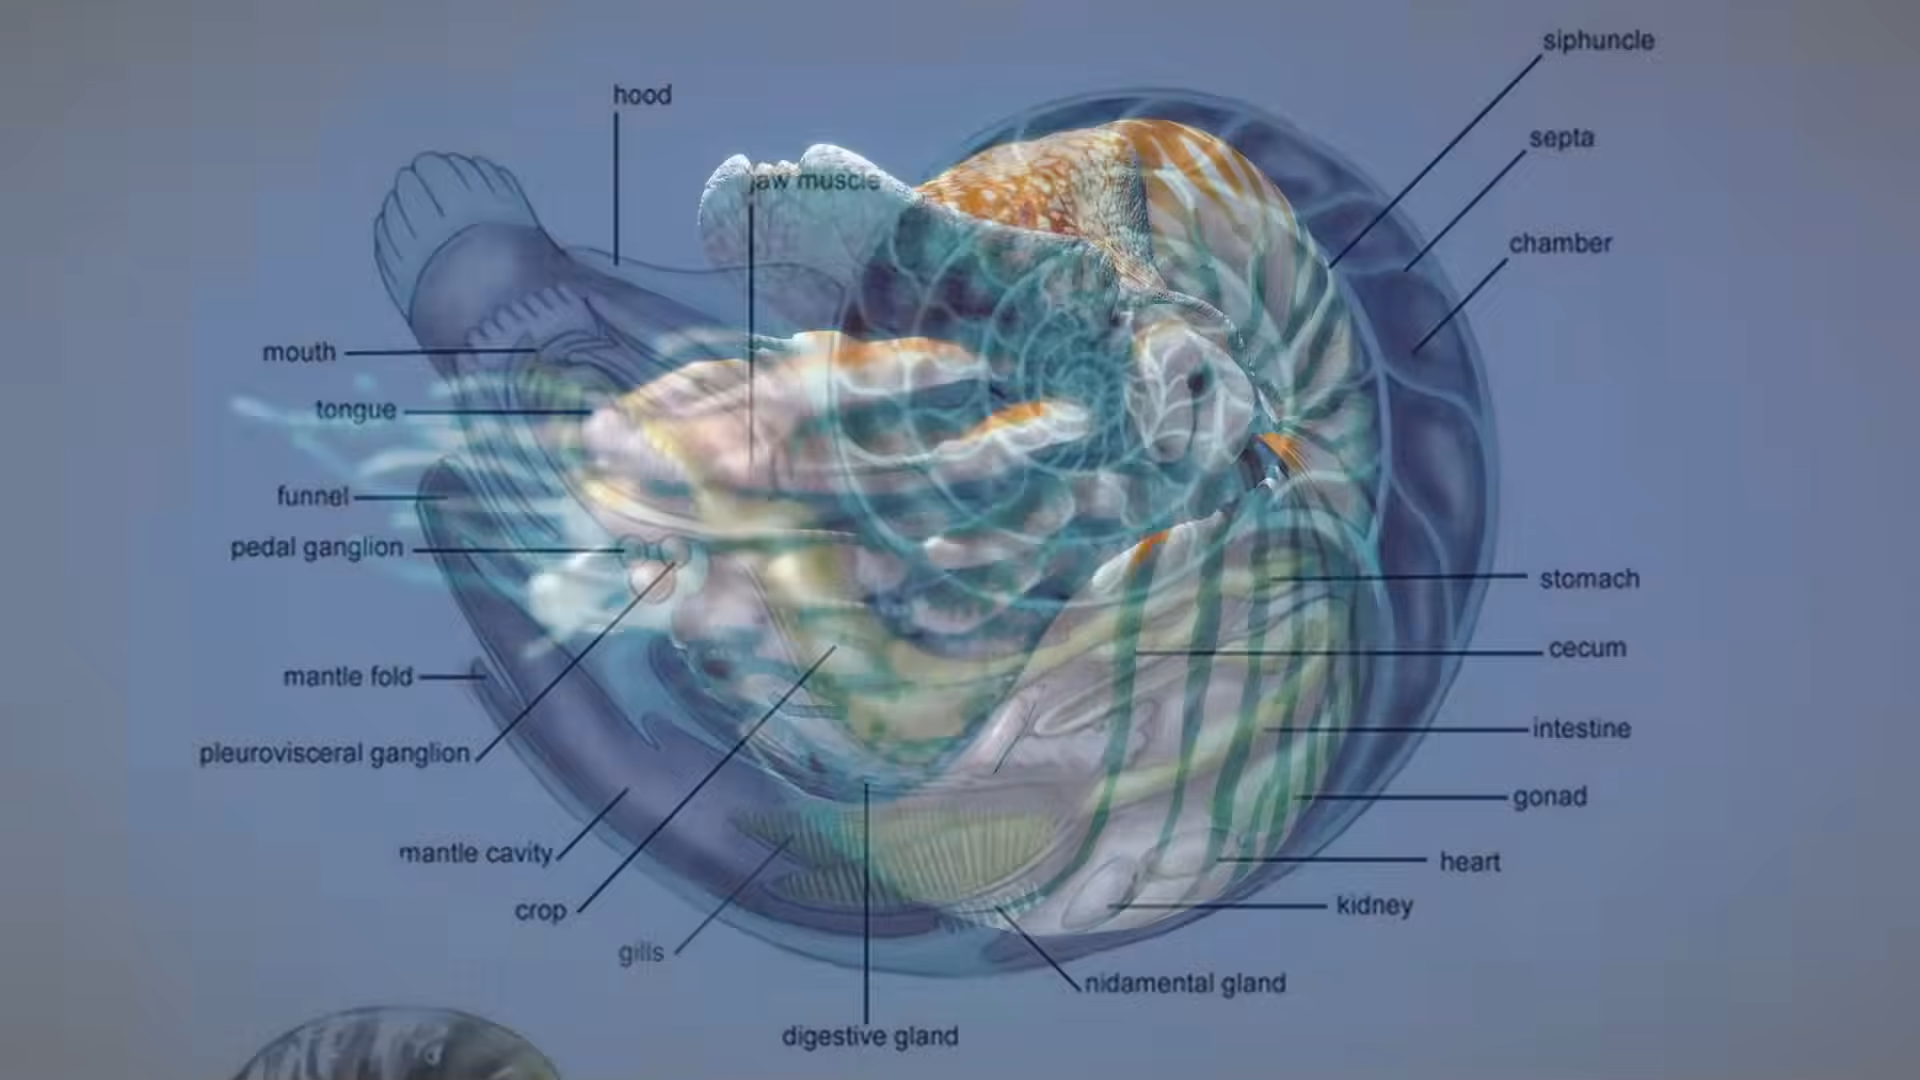 siphuncle
hood
septa
jaw muscle
chamber
mouth
tongue
funnel
pedal ganglion
stomach
cecum
mantle fold
intestine
pleurovisceral ganglion
gonad
mantle cavity
heart
crop
kidney
gills
nidamental gland
digestive gland